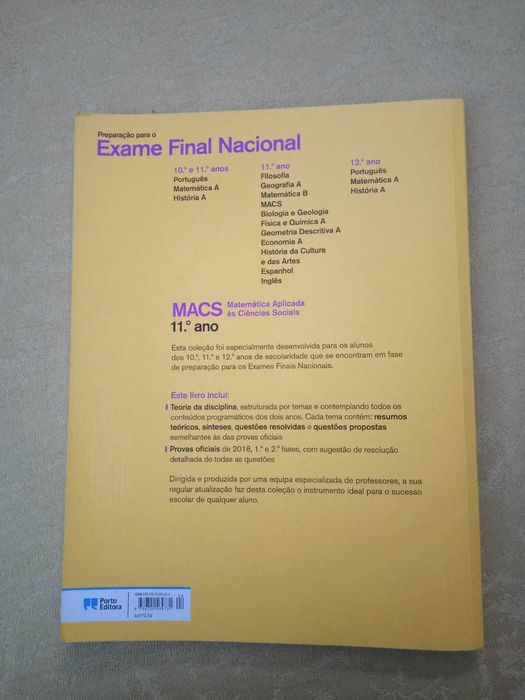 Preparação para o
Exame Final Nacional
10.º e 11.º anos
Português
Matemática A
História A
11.º ano
Filosofia
Geografia A
Matemática B
MACS
Biologia e Geologia
Física e Química A
Geometria Descritiva A
Economia A
História da Cultura
e das Artes
Espanhol
Inglês
12.º ano
Português
Matemática A
História A
MACS Matemática Aplicada
às Ciências Sociais
11.º ano
Esta coleção foi especialmente desenvolvida para os alunos
dos 10.º, 11.º e 12.º anos de escolaridade que se encontram em fase
de preparação para os Exames Finais Nacionais.
Este livro inclui:
Teoria da disciplina, estruturada por temas e contemplando todos os
conteúdos programáticos dos dois anos. Cada tema contém: resumos
teóricos, sínteses, questões resolvidas e questões propostas
semelhantes às das provas oficiais
Provas oficiais de 2018, 1.ª e 2.ª fases, com sugestão de resolução
detalhada de todas as questões
Dirigida e produzida por uma equipa especializada de professores, a sua
regular atualização faz desta coleção o instrumento ideal para o sucesso
escolar de qualquer aluno.
Porto
Editora